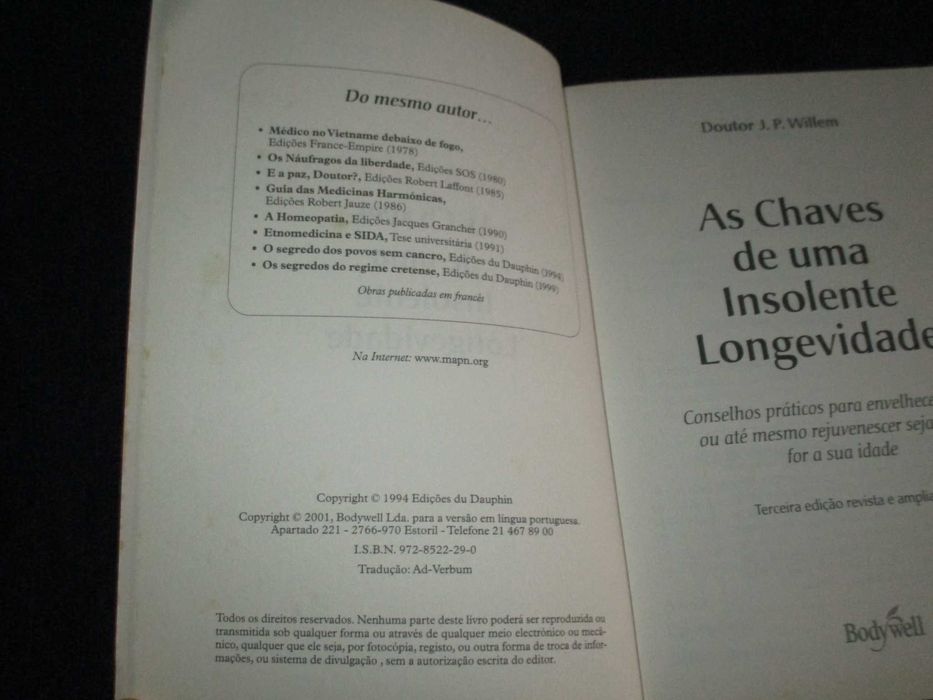 Do mesmo autor...
• Médico no Vietname debaixo de fogo,
Edições France-Empire (1978)
• Os Náufragos da liberdade, Edições SOS (1980)
• E a paz, Doutor?, Edições Robert Laffont (1985)
• Guia das Medicinas Harmónicas,
Edições Robert Jauze (1986)
• A Homeopatia, Edições Jacques Grancher (1990)
• Etnomedicina e SIDA, Tese universitária (1991)
• O segredo dos povos sem cancro, Edições du Dauphin (1994)
• Os segredos do regime cretense, Edições du Dauphin (1999)
Obras publicadas em francês
Na Internet: www.mapn.org
Copyright © 1994 Edições du Dauphin
Copyright © 2001, Bodywell Lda. para a versão em língua portuguesa.
Apartado 221 - 2766-970 Estoril - Telefone 21 467 89 00
I.S.B.N. 972-8522-29-0
Tradução: Ad-Verbum
Todos os direitos reservados. Nenhuma parte deste livro poderá ser reproduzida ou
transmitida sob qualquer forma ou através de qualquer meio electrónico ou mecâ-
nico, qualquer que ele seja, por fotocópia, registo, ou outra forma de troca de infor-
mações, ou sistema de divulgação , sem a autorização escrita do editor.
Doutor J. P. Willem
As Chaves
de uma
Insolente
Longevidade
Conselhos práticos para envelhece
ou até mesmo rejuvenescer seja
for a sua idade
Terceira edição revista e amplia
Bodywell